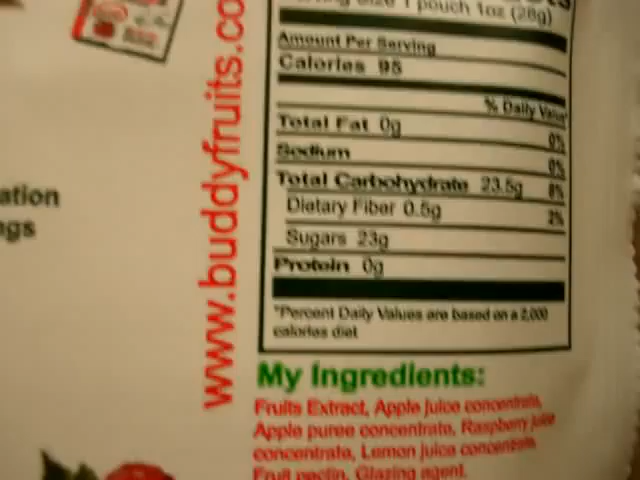 Size 1 pouch 1oz (28g)
Amount Per Serving
Calories 95
% Daily Value*
Total Fat 0g 0%
Sodium 0%
Total Carbohydrate 23.5g 8%
Dietary Fiber 0.5g 2%
Sugars 23g
Protein 0g
*Percent Daily Values are based on a 2,000
calories diet
My Ingredients:
Fruits Extract, Apple juice concentrate,
Apple puree concentrate, Raspberry juice
concentrate, Lemon juice concentrate
Fruit pectin, Glazing agent.
www.buddyfruits.co
ation
ngs